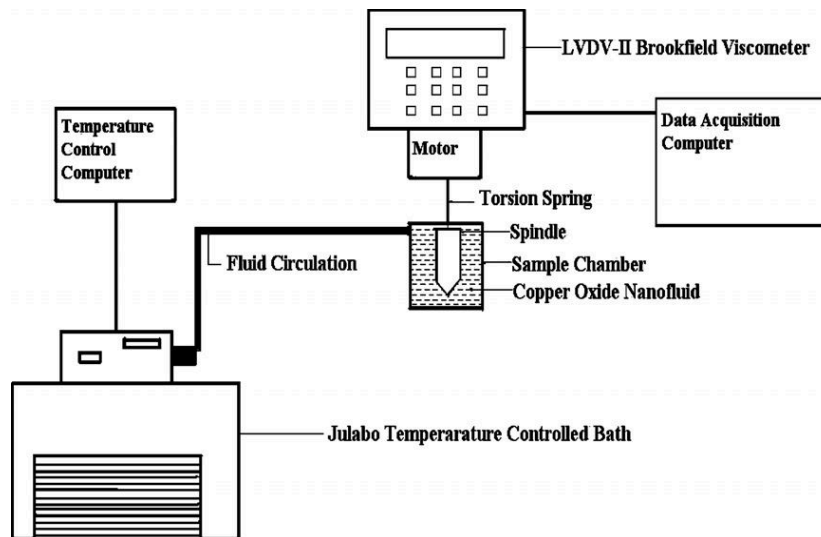 LVDV-II Brookfield Viscometer
Temperature
Control
Computer
Data Acquisition
Computer
Motor
Torsion Spring
Spindle
Fluid Circulation
Sample Chamber
Copper Oxide Nanofluid
Julabo Temperarature Controlled Bath